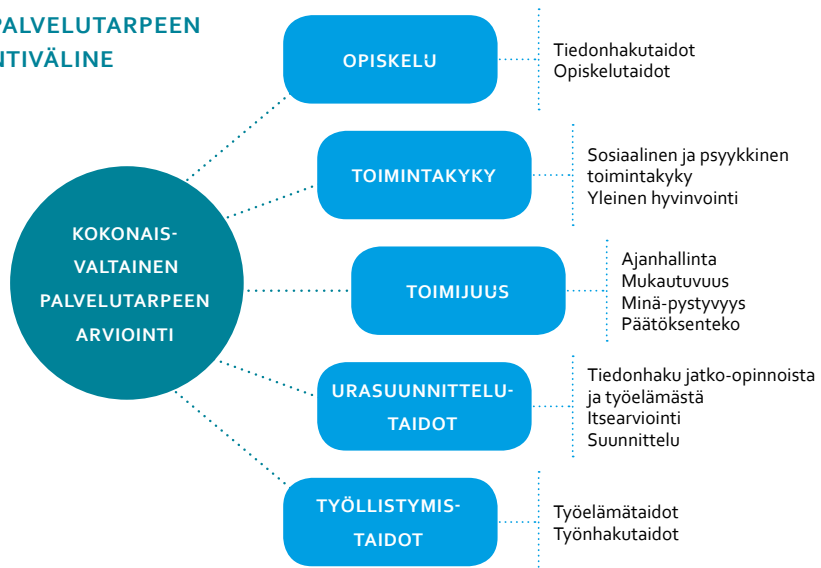 PALVELUTARPEEN
NTIVÄLINE
KOKONAIS-
VALTAINEN
PALVELUTARPEEN
ARVIOINTI
OPISKELU
Tiedonhakutaidot
Opiskelutaidot
TOIMINTAKYKY
Sosiaalinen ja psyykkinen
toimintakyky
Yleinen hyvinvointi
TOIMIJUUS
Ajanhallinta
Mukautuvuus
Minä-pystyvyys
Päätöksenteko
URASUUNNITTELU-
TAIDOT
Tiedonhaku jatko-opinnoista
ja työelämästä
Itsearviointi
Suunnittelu
TYÖLLISTYMIS-
TAIDOT
Työelämätaidot
Työnhakutaidot